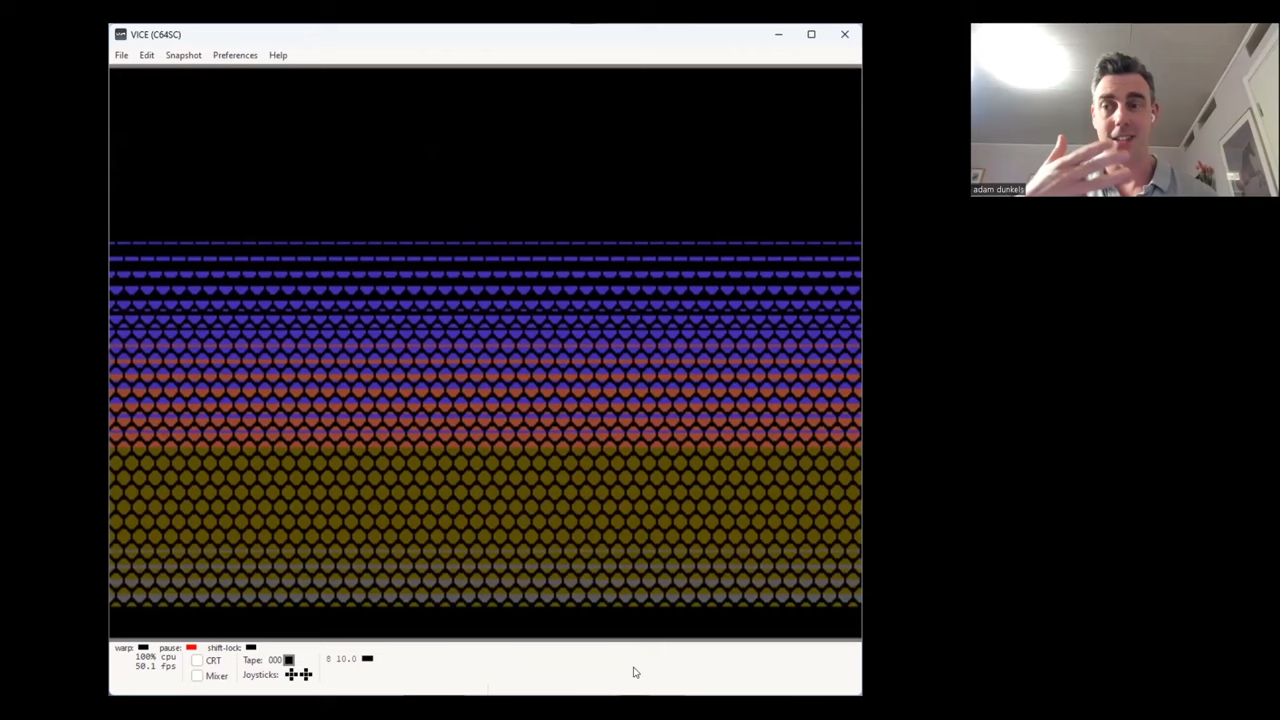 VICE (C64SC)
File Edit Snapshot Preferences Help
adam dunkels
warp: pause: shift-lock:
100% cpu
50.1 fps
CRT
Mixer
Tape: 000
Joysticks:
8 10.0